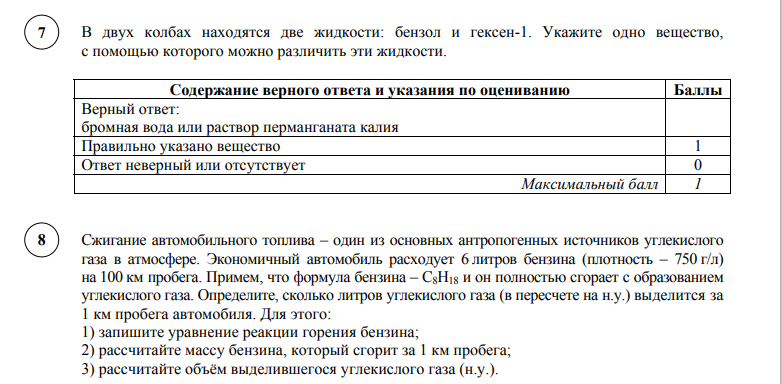 7
В двух колбах находятся две жидкости: бензол и гексен-1. Укажите одно вещество,
с помощью которого можно различить эти жидкости.
Содержание верного ответа и указания по оцениванию Баллы
Верный ответ:
бромная вода или раствор перманганата калия
Правильно указано вещество 1
Ответ неверный или отсутствует 0
Максимальный балл 1
8
Сжигание автомобильного топлива – один из основных антропогенных источников углекислого
газа в атмосфере. Экономичный автомобиль расходует 6 литров бензина (плотность – 750 г/л)
на 100 км пробега. Примем, что формула бензина – C₈H₁₈ и он полностью сгорает с образованием
углекислого газа. Определите, сколько литров углекислого газа (в пересчете на н.у.) выделится за
1 км пробега автомобиля. Для этого:
1) запишите уравнение реакции горения бензина;
2) рассчитайте массу бензина, который сгорит за 1 км пробега;
3) рассчитайте объём выделившегося углекислого газа (н.у.).